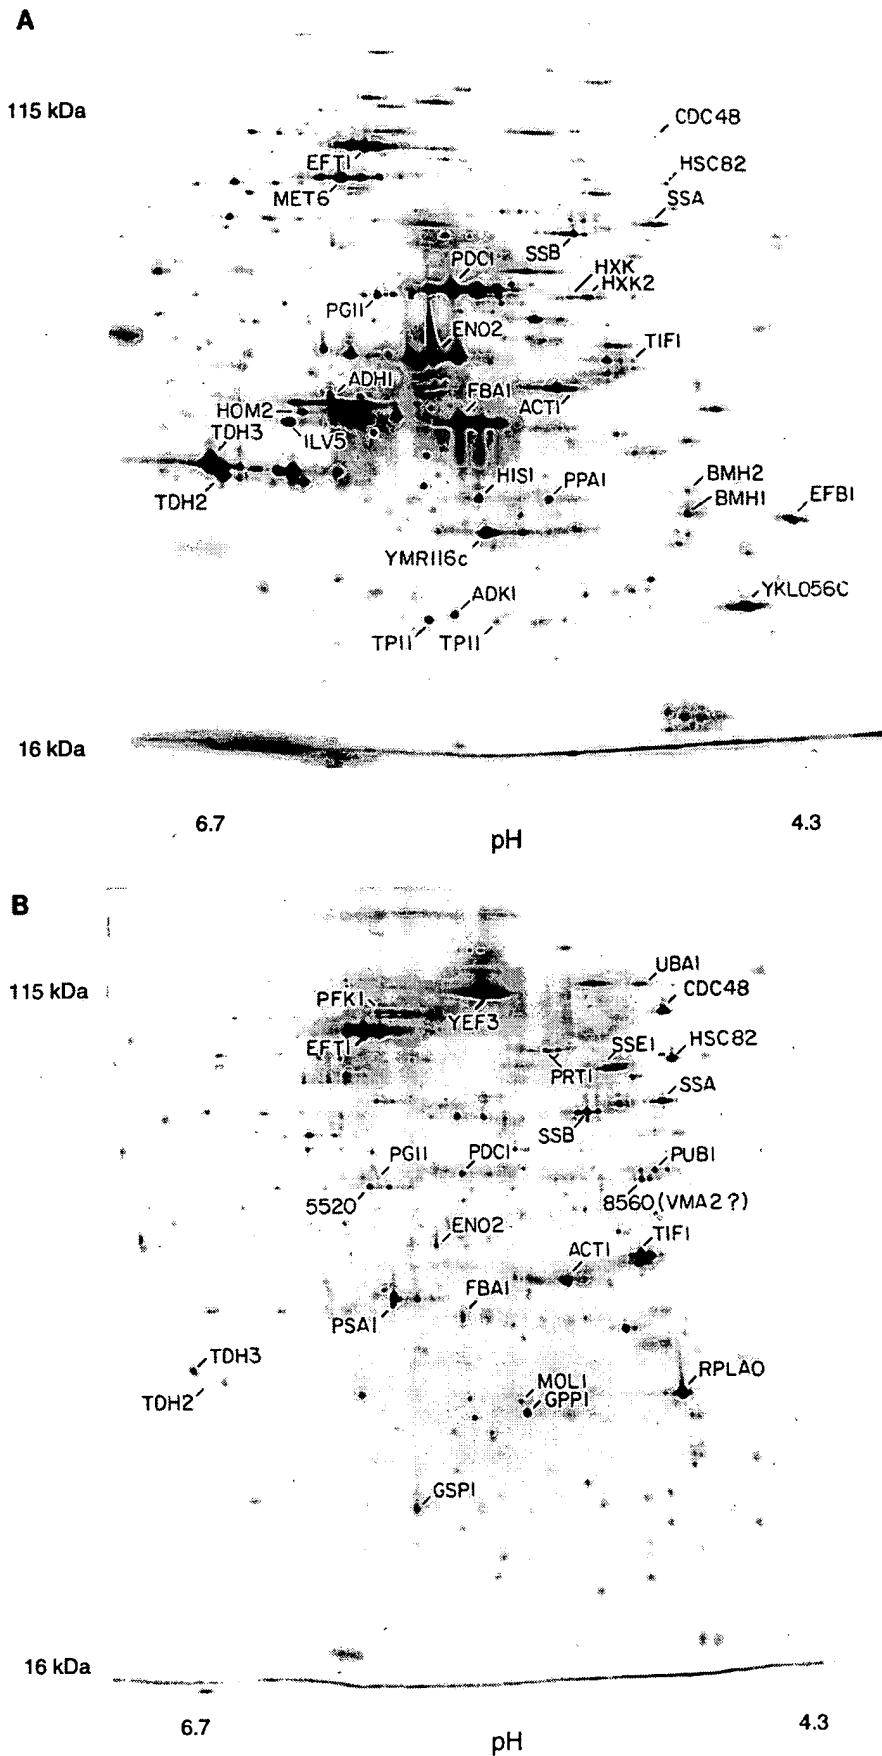 A
115 kDa
CDC48
EFT1
HSC82
MET6
SSA
SSB
PDC1
HXK
HXK2
PGI1
ENO2
TIF1
ADH1
FBA1
ACT1
HOM2
TDH3
ILV5
HIS1
PPA1
BMH2
BMH1
EFB1
TDH2
YMR116c
ADK1
YKL056C
TPI1
TPI1
16 kDa
6.7
pH
4.3
B
115 kDa
UBA1
PFK1
CDC48
YEF3
EFT1
SSE1
HSC82
PRT1
SSA
SSB
PGI1
PDC1
PUB1
5520
8560 (VMA2?)
ENO2
ACT1
TIF1
FBA1
PSA1
TDH3
MOL1
RPLA0
TDH2
GPP1
GSP1
16 kDa
6.7
pH
4.3